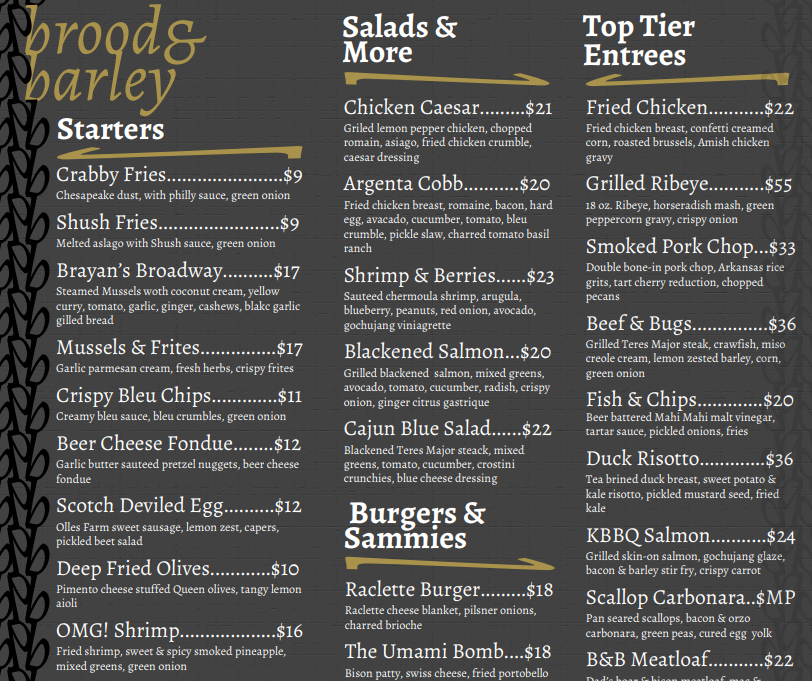 brood&
barley
Starters
Crabby Fries.......................$9
Chesapeake dust, with philly sauce, green onion
Shush Fries.........................$9
Melted aslago with Shush sauce, green onion
Brayan's Broadway..........$17
Steamed Mussels woth coconut cream, yellow
curry, tomato, garlic, ginger, cashews, blakc garlic
gilled bread
Mussels & Frites...............$17
Garlic parmesan cream, fresh herbs, crispy frites
Crispy Bleu Chips.............$11
Creamy bleu sauce, bleu crumbles, green onion
Beer Cheese Fondue........$12
Garlic butter sauteed pretzel nuggets, beer cheese
fondue
Scotch Deviled Egg..........$12
Olles Farm sweet sausage, lemon zest, capers,
pickled beet salad
Deep Fried Olives............$10
Pimento cheese stuffed Queen olives, tangy lemon
aioli
OMG! Shrimp...................$16
Fried shrimp, sweet & spicy smoked pineapple,
mixed greens, green onion
Salads &
More
Chicken Caesar.........$21
Griled lemon pepper chicken, chopped
romain, asiago, fried chicken crumble,
caesar dressing
Argenta Cobb...........$20
Fried chicken breast, romaine, bacon, hard
egg, avacado, cucumber, tomato, bleu
crumble, pickle slaw, charred tomato basil
ranch
Shrimp & Berries......$23
Sauteed chermoula shrimp, arugula,
blueberry, peanuts, red onion, avocado,
gochujang viniagrette
Blackened Salmon...$20
Grilled blackened salmon, mixed greens,
avocado, tomato, cucumber, radish, crispy
onion, ginger citrus gastrique
Cajun Blue Salad......$22
Blackened Teres Major steack, mixed
greens, tomato, cucumber, crostini
crunchies, blue cheese dressing
Burgers &
Sammies
Raclette Burger.........$18
Raclette cheese blanket, pilsner onions,
charred brioche
The Umami Bomb....$18
Bison patty, swiss cheese, fried portobello
Top Tier
Entrees
Fried Chicken...........$22
Fried chicken breast, confetti creamed
corn, roasted brussels, Amish chicken
gravy
Grilled Ribeye...........$55
18 oz. Ribeye, horseradish mash, green
peppercorn gravy, crispy onion
Smoked Pork Chop...$33
Double bone-in pork chop, Arkansas rice
grits, tart cherry reduction, chopped
pecans
Beef & Bugs...............$36
Grilled Teres Major steak, crawfish, miso
creole cream, lemon zested barley, corn,
green onion
Fish & Chips.............$20
Beer battered Mahi Mahi malt vinegar,
tartar sauce, pickled onions, fries
Duck Risotto.............$36
Tea brined duck breast, sweet potato &
kale risotto, pickled mustard seed, fried
kale
KBBQ Salmon...........$24
Grilled skin-on salmon, gochujang glaze,
bacon & barley stir fry, crispy carrot
Scallop Carbonara..$MP
Pan seared scallops, bacon & orzo
carbonara, green peas, cured egg yolk
B&B Meatloaf...........$22
Dad's beer & bison meatloaf, mac &